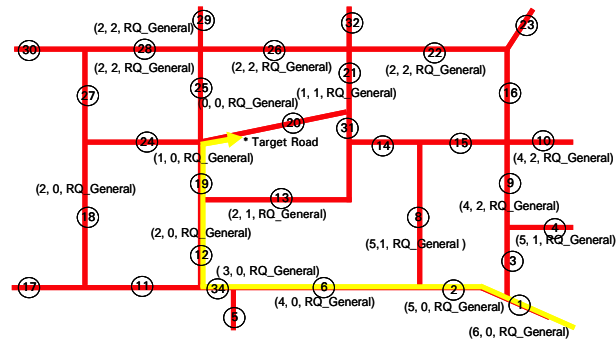 29
32
23
(2, 2, RQ_General)
30
28
26
22
(2, 2, RQ_General)
(2, 2, RQ_General)
(2, 2, RQ_General)
21
25
27
(1, 1, RQ_General)
16
(0, 0, RQ_General)
20
31
24
* Target Road
14
15
10
(1, 0, RQ_General)
(4, 2, RQ_General)
19
9
(2, 0, RQ_General)
13
(4, 2, RQ_General)
18
(2, 1, RQ_General)
8
4
(2, 0, RQ_General)
(5,1, RQ_General )
(5, 1, RQ_General)
12
3
(3, 0, RQ_General)
17
11
34
6
2
(4, 0, RQ_General)
(5, 0, RQ_General)
1
5
(6, 0, RQ_General)